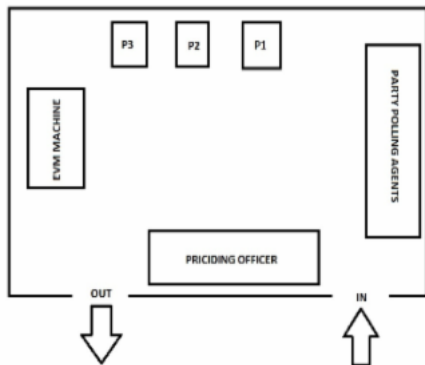 P3
P2
P1
EVM MACHINE
PARTY POLLING AGENTS
PRICIDING OFFICER
OUT
IN